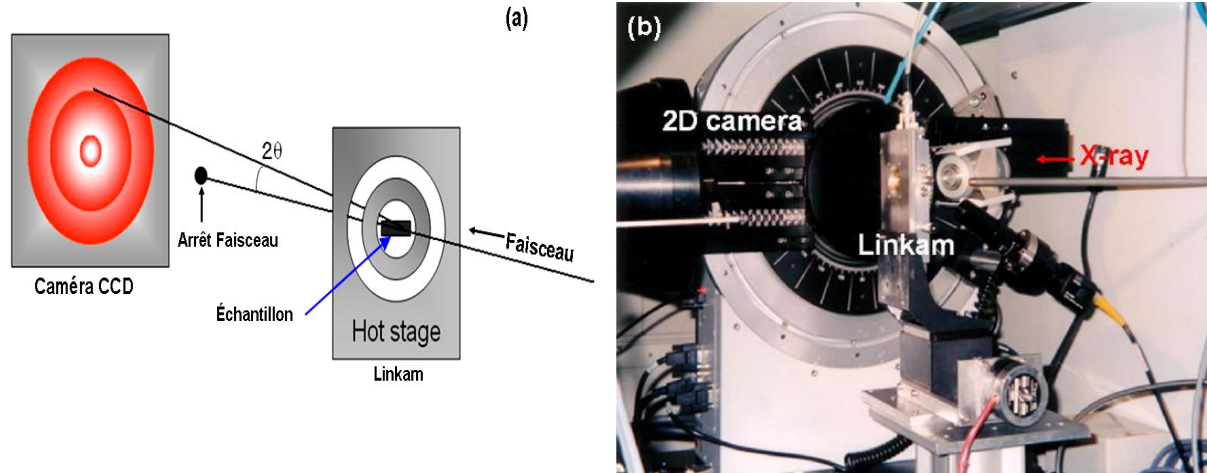 (a)
2θ
Arrêt Faisceau
Faisceau
Caméra CCD
Échantillon
Hot stage
Linkam
(b)
2D camera
X-ray
Linkam